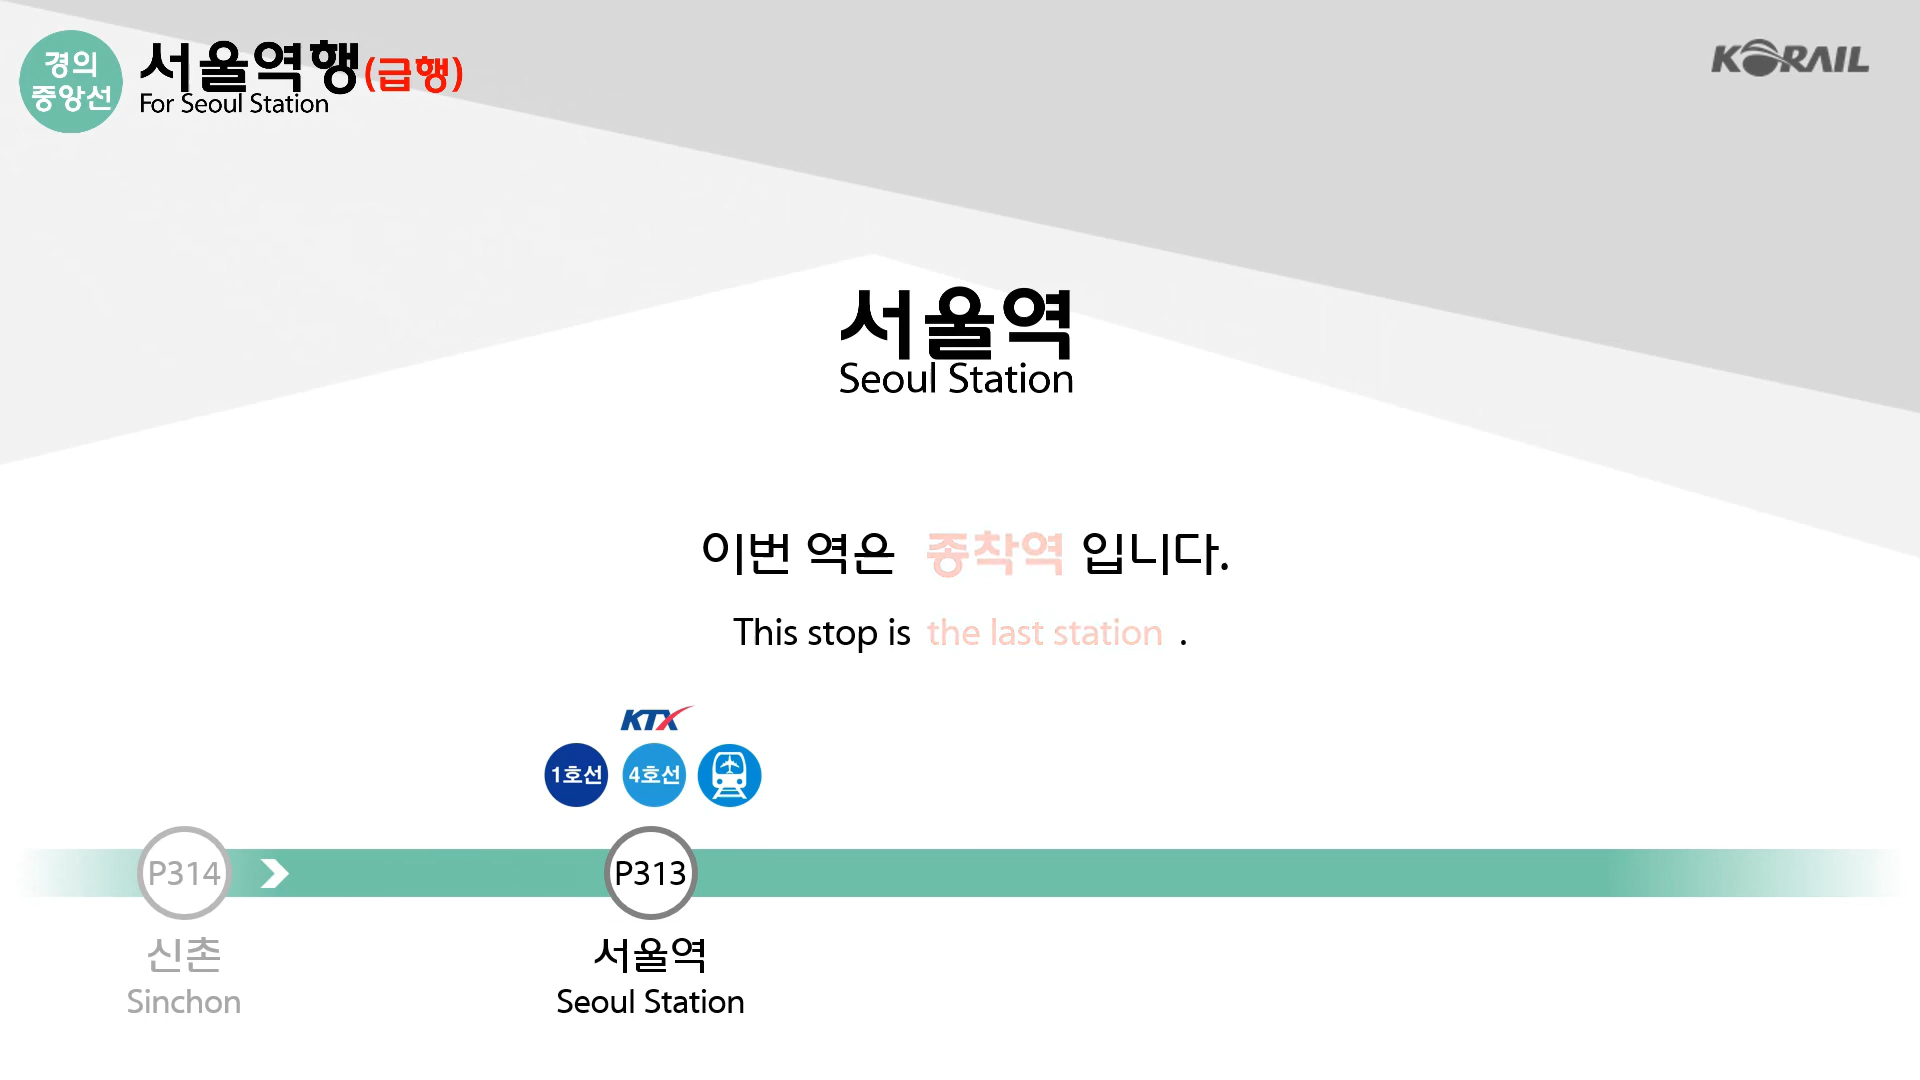 경의
중앙선
서울역행(급행)
For Seoul Station
KORAIL
서울역
Seoul Station
이번 역은 종착역 입니다.
This stop is the last station .
KTX
1호선 4호선
P314 P313
신촌 서울역
Sinchon Seoul Station